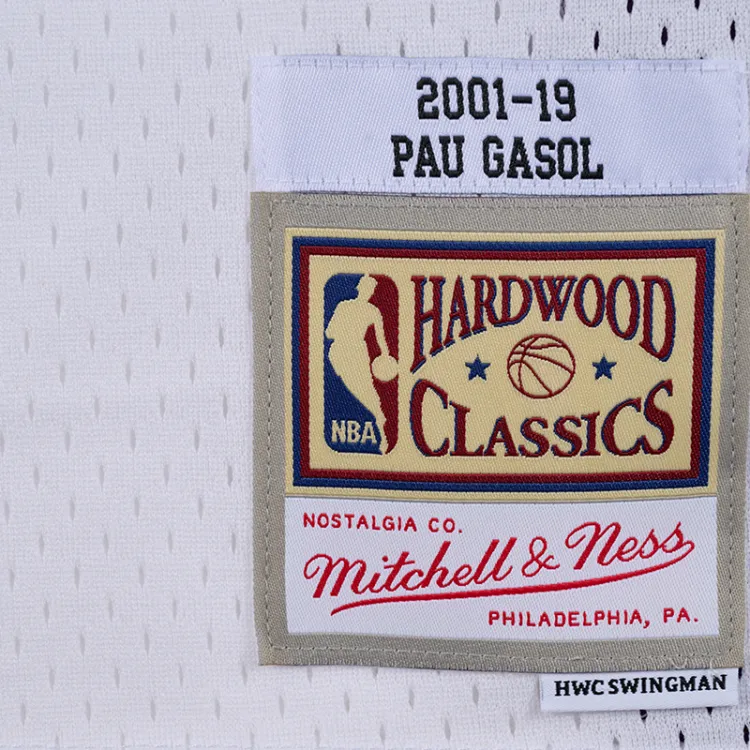 2001-19
PAU GASOL
HARDWOOD
CLASSICS
NBA
NOSTALGIA CO.
Mitchell & Ness
PHILADELPHIA, PA.
HWC SWINGMAN